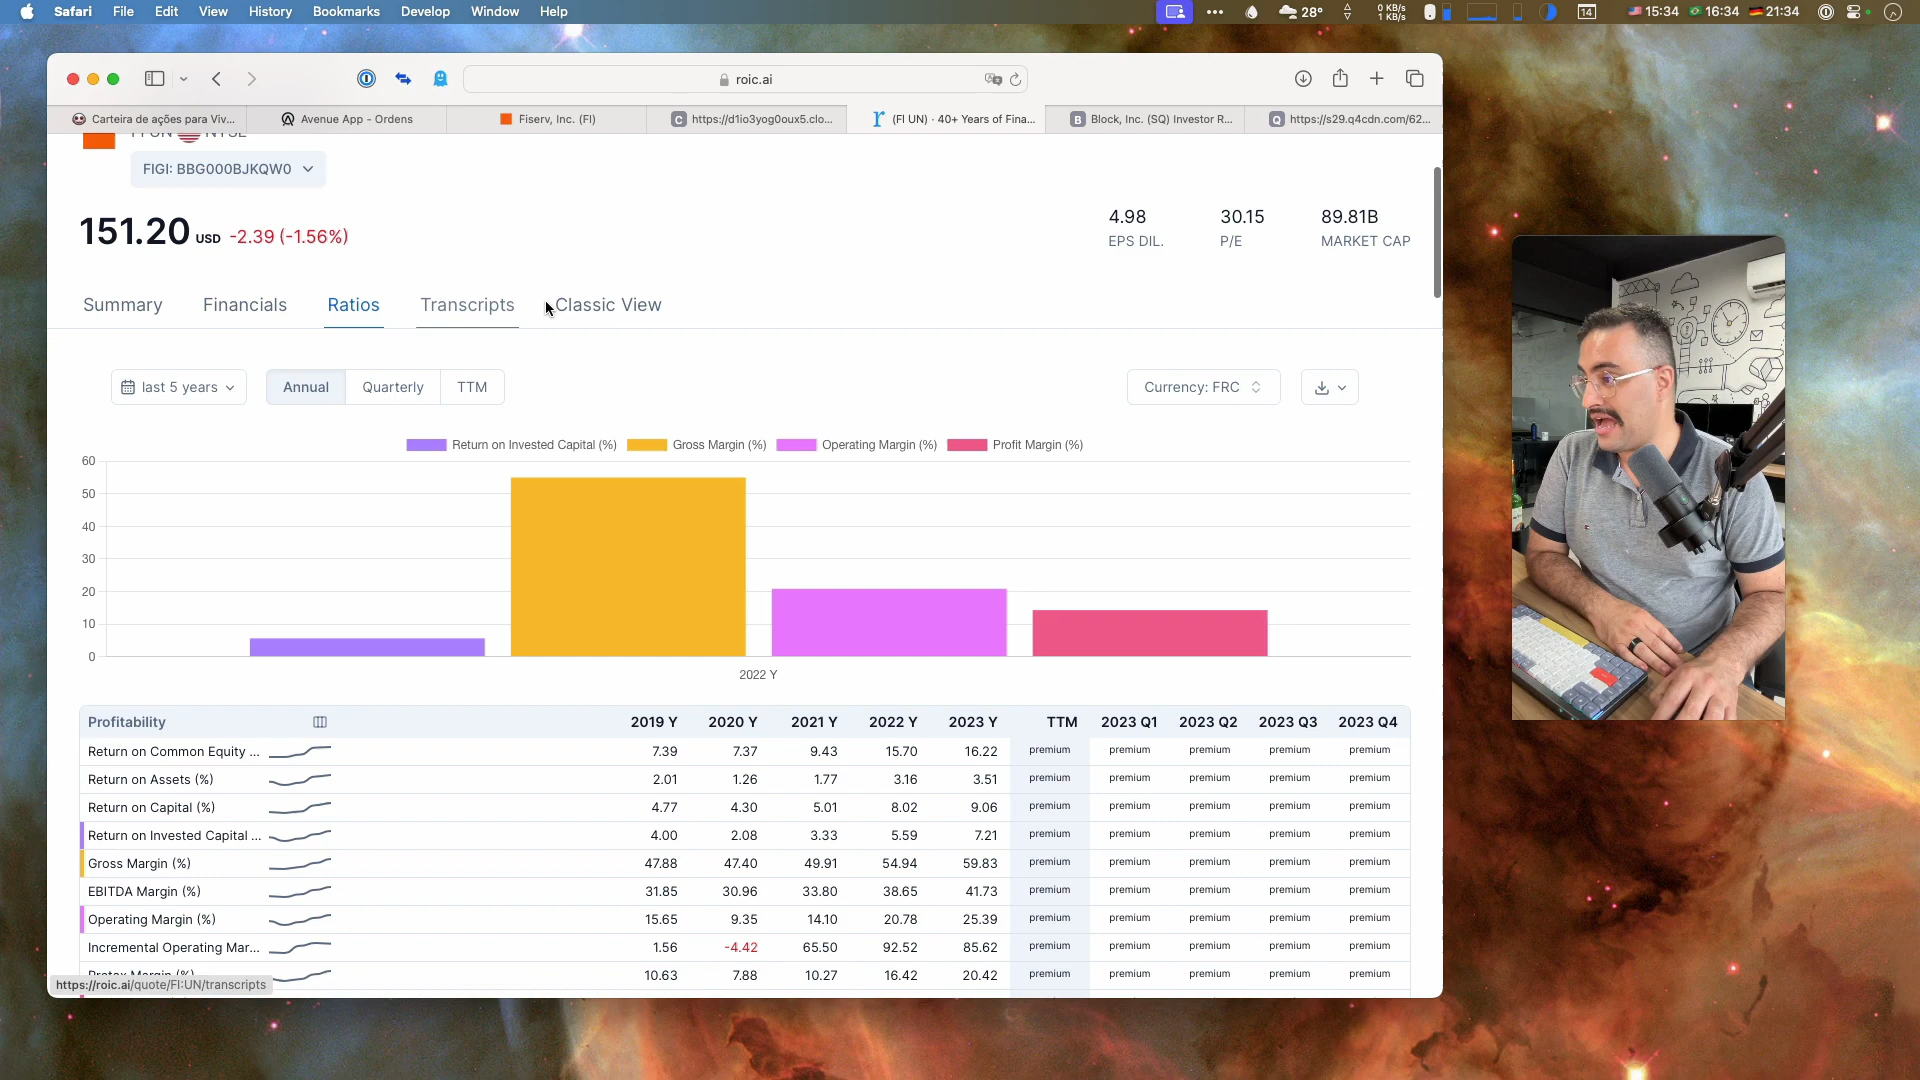 Safari File Edit View History Bookmarks Develop Window Help 28° 0 KB/s 1 KB/s 14 15:34 16:34 21:34
roic.ai
Carteira de ações para Viv... Avenue App - Ordens Fiserv, Inc. (FI) https://d1io3yog0oux5.clo... (FI UN) · 40+ Years of Fina... Block, Inc. (SQ) Investor R... https://s29.q4cdn.com/62...
FIGI: BBG000BJKQW0
151.20 USD -2.39 (-1.56%)
4.98 30.15 89.81B
EPS DIL. P/E MARKET CAP
Summary Financials Ratios Transcripts Classic View
last 5 years Annual Quarterly TTM Currency: FRC
Return on Invested Capital (%) Gross Margin (%) Operating Margin (%) Profit Margin (%)
60
50
40
30
20
10
0
2022 Y
Profitability 2019 Y 2020 Y 2021 Y 2022 Y 2023 Y TTM 2023 Q1 2023 Q2 2023 Q3 2023 Q4
Return on Common Equity ... 7.39 7.37 9.43 15.70 16.22 premium premium premium premium premium
Return on Assets (%) 2.01 1.26 1.77 3.16 3.51 premium premium premium premium premium
Return on Capital (%) 4.77 4.30 5.01 8.02 9.06 premium premium premium premium premium
Return on Invested Capital ... 4.00 2.08 3.33 5.59 7.21 premium premium premium premium premium
Gross Margin (%) 47.88 47.40 49.91 54.94 59.83 premium premium premium premium premium
EBITDA Margin (%) 31.85 30.96 33.80 38.65 41.73 premium premium premium premium premium
Operating Margin (%) 15.65 9.35 14.10 20.78 25.39 premium premium premium premium premium
Incremental Operating Mar... 1.56 -4.42 65.50 92.52 85.62 premium premium premium premium premium
Pretax Margin (%) 10.63 7.88 10.27 16.42 20.42 premium premium premium premium premium
https://roic.ai/quote/FI:UN/transcripts